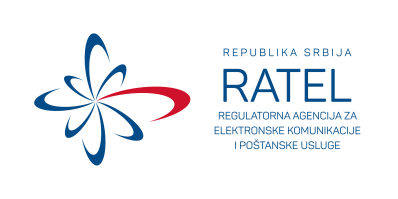 REPUBLIKA SRBIJA
RATEL
REGULATORNA AGENCIJA ZA
ELEKTRONSKE KOMUNIKACIJE
I POŠTANSKE USLUGE